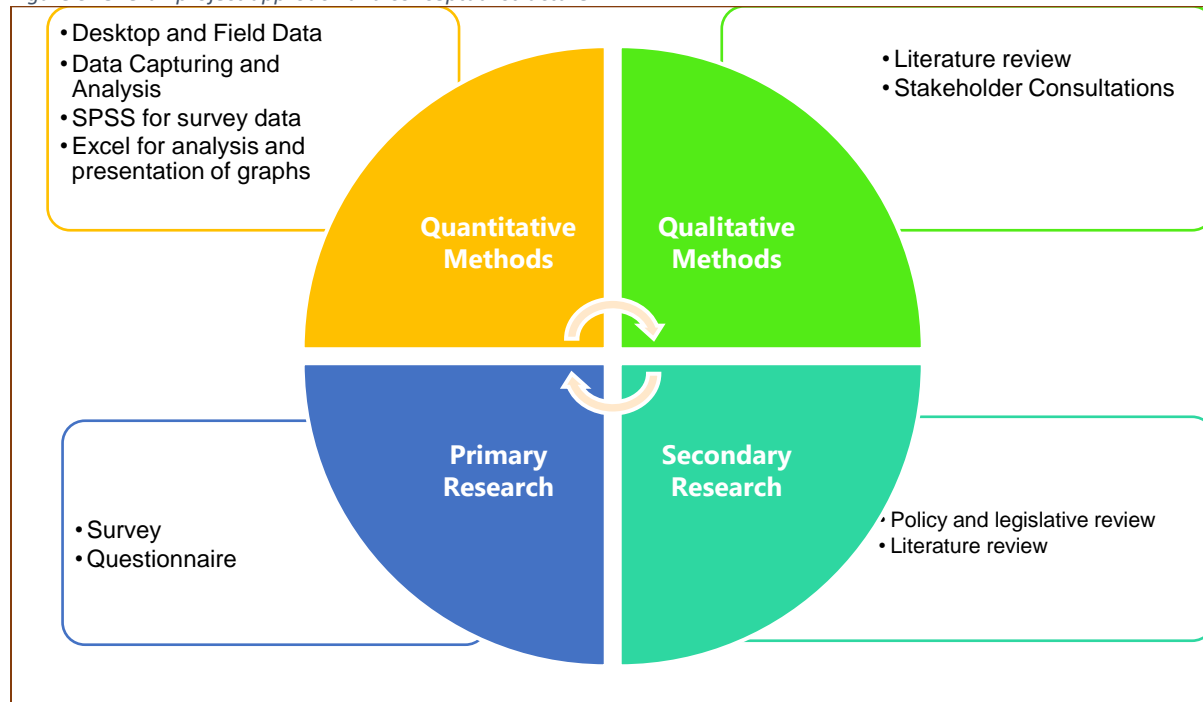 • Desktop and Field Data
• Data Capturing and
Analysis
• SPSS for survey data
• Excel for analysis and
presentation of graphs
• Literature review
• Stakeholder Consultations
Quantitative
Methods
Qualitative
Methods
Primary
Research
Secondary
Research
• Survey
• Questionnaire
• Policy and legislative review
• Literature review